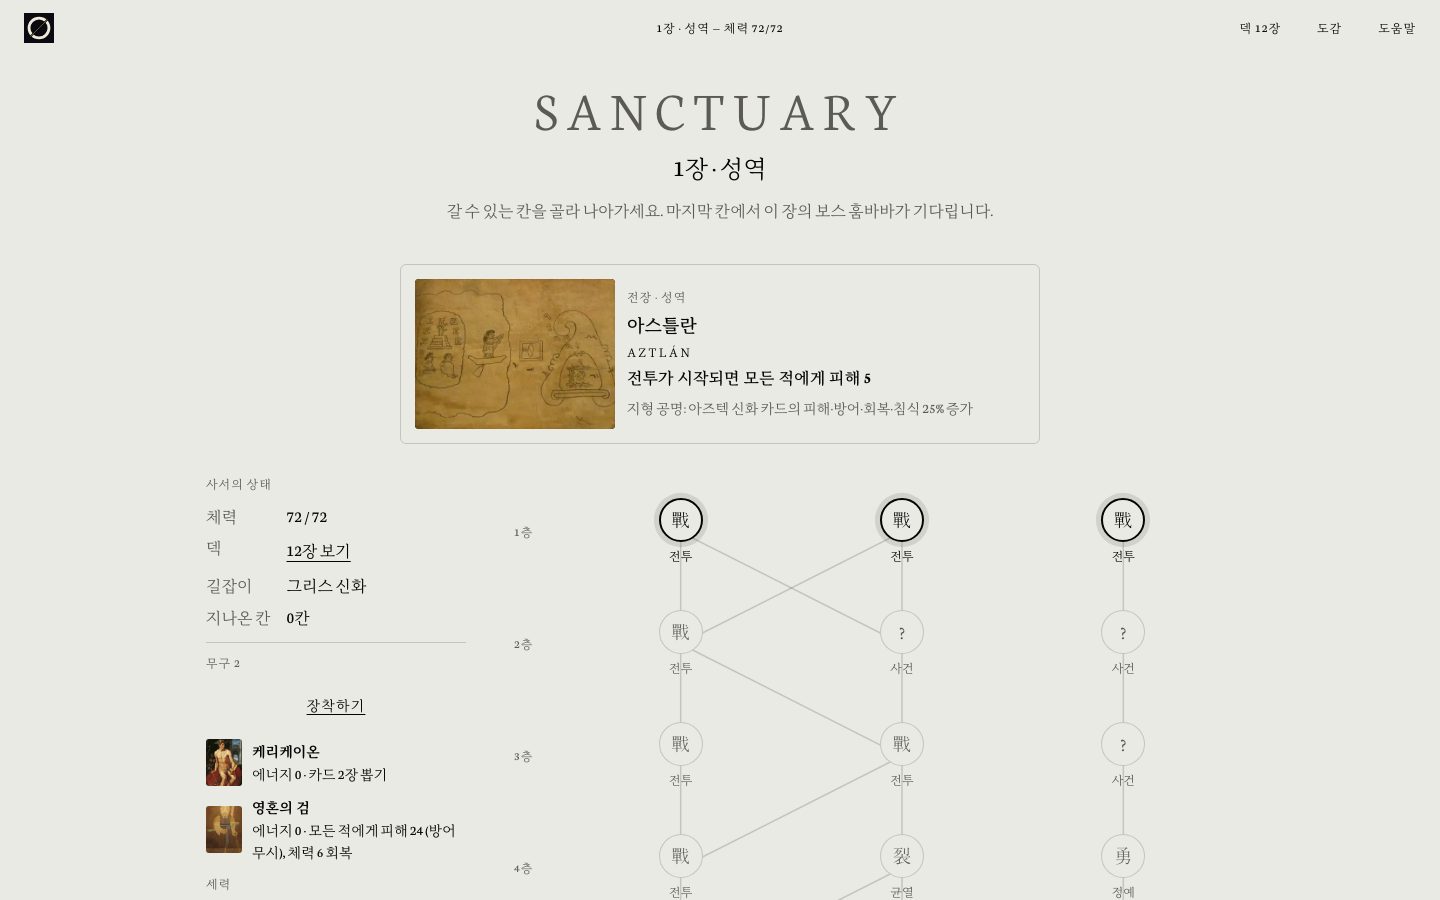 1장 · 성역 – 체력 72/72
덱 12장
도감
도움말
SANCTUARY
1장 · 성역
갈 수 있는 칸을 골라 나아가세요. 마지막 칸에서 이 장의 보스 훔바바가 기다립니다.
전장 · 성역
아스틀란
AZTLÁN
전투가 시작되면 모든 적에게 피해 5
지형 공명: 아즈텍 신화 카드의 피해·방어·회복·침식 25% 증가
사서의 상태
체력 72 / 72
덱 12장 보기
길잡이 그리스 신화
지나온 칸 0칸
무구 2
장착하기
케리케이온
에너지 0 · 카드 2장 뽑기
영혼의 검
에너지 0 · 모든 적에게 피해 24 (방어
무시), 체력 6 회복
세력
1층
戰 戰 戰
전투 전투 전투
2층
戰 ? ?
전투 사건 사건
3층
戰 戰 ?
전투 전투 사건
4층
戰 裂 勇
전투 균열 정예